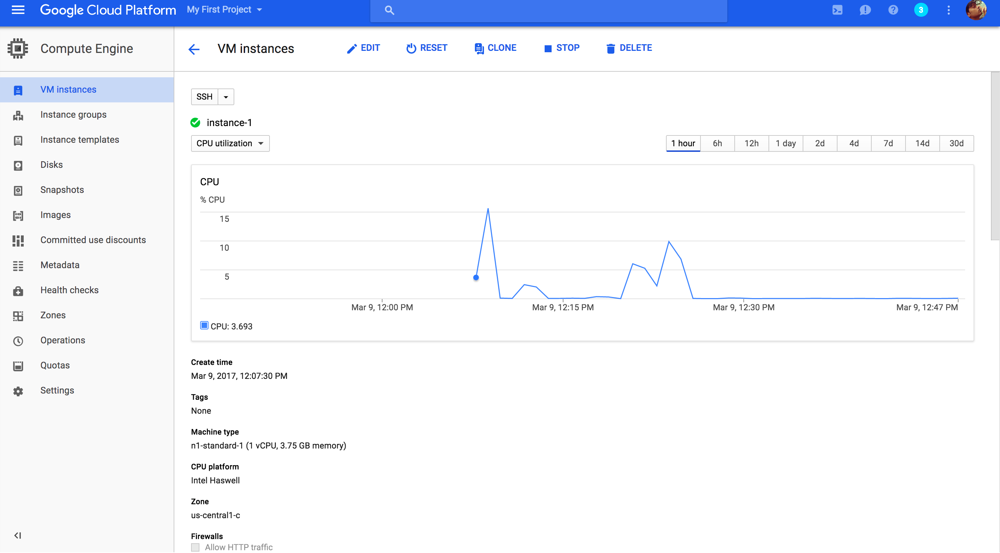 Google Cloud Platform
My First Project
3
Compute Engine
VM instances
EDIT
RESET
CLONE
STOP
DELETE
VM instances
Instance groups
Instance templates
Disks
Snapshots
Images
Committed use discounts
Metadata
Health checks
Zones
Operations
Quotas
Settings
SSH
instance-1
CPU utilization
1 hour
6h
12h
1 day
2d
4d
7d
14d
30d
CPU
% CPU
15
10
5
Mar 9, 12:00 PM
Mar 9, 12:15 PM
Mar 9, 12:30 PM
Mar 9, 12:47 PM
CPU: 3.693
Create time
Mar 9, 2017, 12:07:30 PM
Tags
None
Machine type
n1-standard-1 (1 vCPU, 3.75 GB memory)
CPU platform
Intel Haswell
Zone
us-central1-c
Firewalls
Allow HTTP traffic